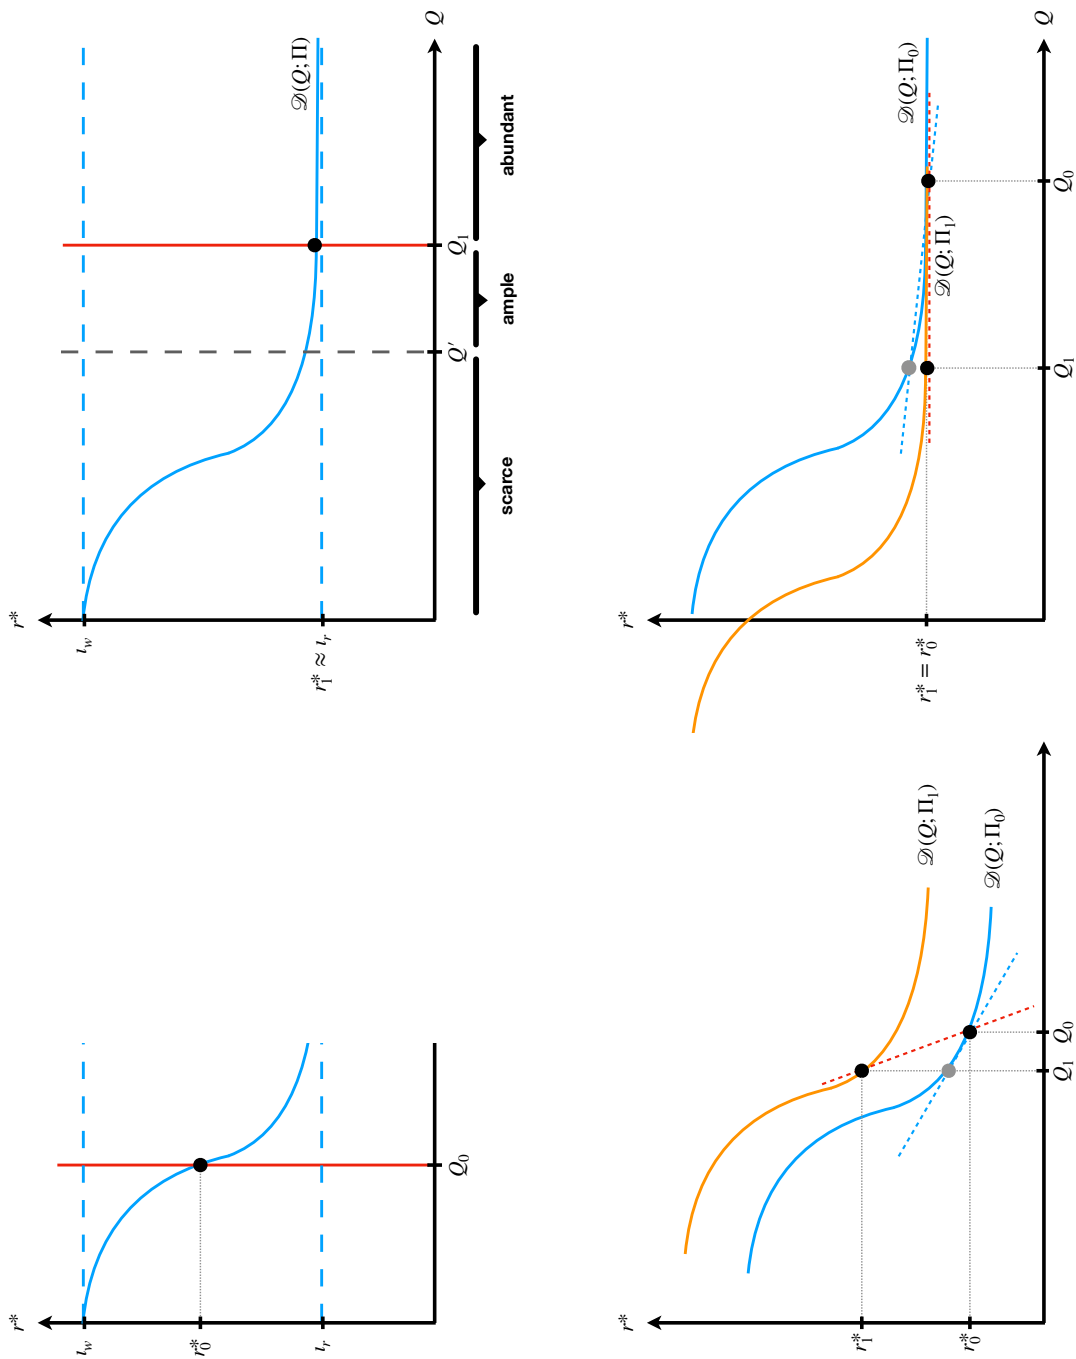 r*
ι_w
r*_0
ι_r
Q_0
r*
ι_w
𝒟(Q; Π)
r*_1 ≈ ι_r
Q′
Q_1
Q
scarce
ample
abundant
r*
r*_1
𝒟(Q; Π_1)
r*_0
𝒟(Q; Π_0)
Q_1
Q_0
r*
𝒟(Q; Π_0)
r*_1 = r*_0
𝒟(Q; Π_1)
Q_1
Q_0
Q